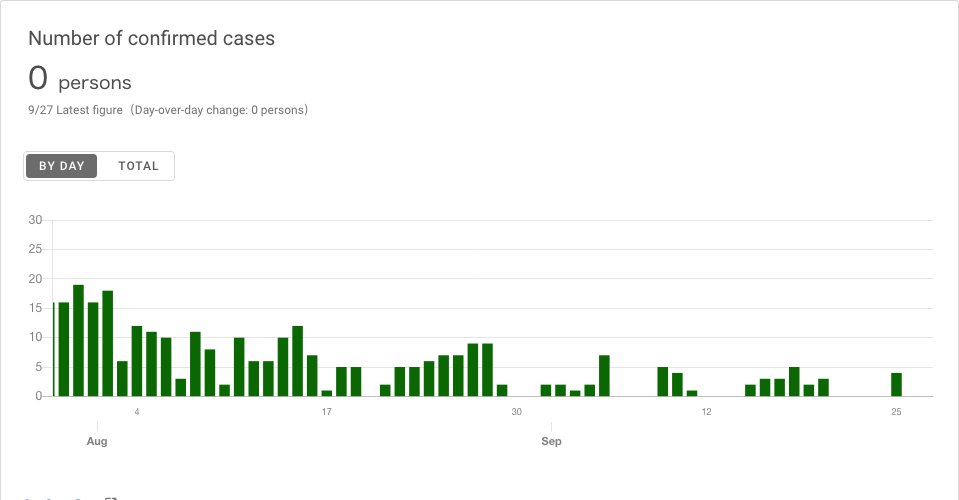 Number of confirmed cases
0 persons
9/27 Latest figure (Day-over-day change: 0 persons)
BY DAY TOTAL
30
25
20
15
10
5
0
4 17 30 12 25
Aug Sep